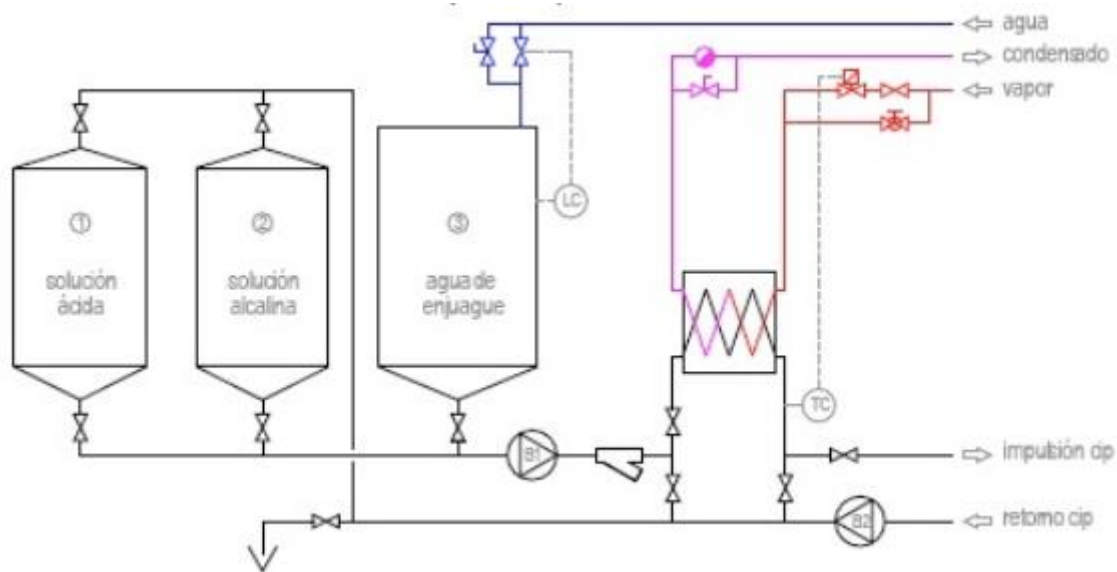 agua
condensado
vapor
LC
①
solución
ácida
②
solución
alcalina
③
agua de
enjuague
TC
B1
impulsión cip
B2
retorno cip